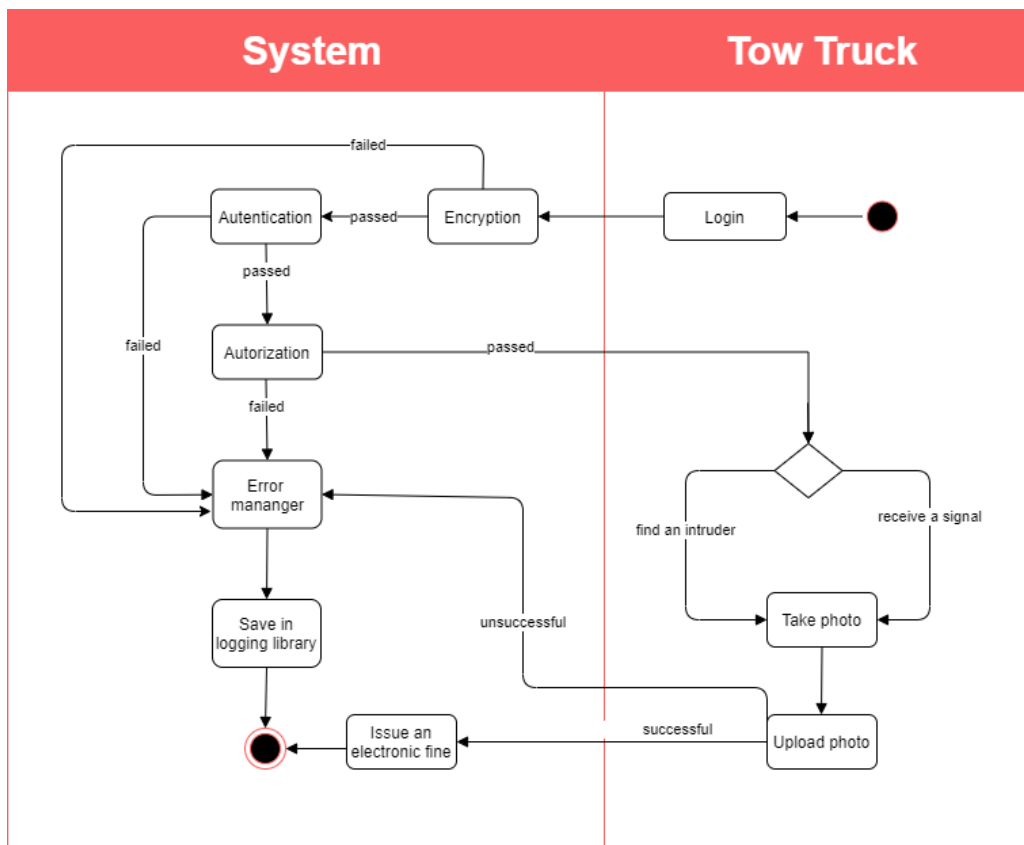 System
Tow Truck
failed
Autentication
passed
Encryption
Login
passed
failed
Autorization
passed
failed
Error
mananger
find an intruder
receive a signal
Save in
logging library
unsuccessful
Take photo
Issue an
electronic fine
successful
Upload photo